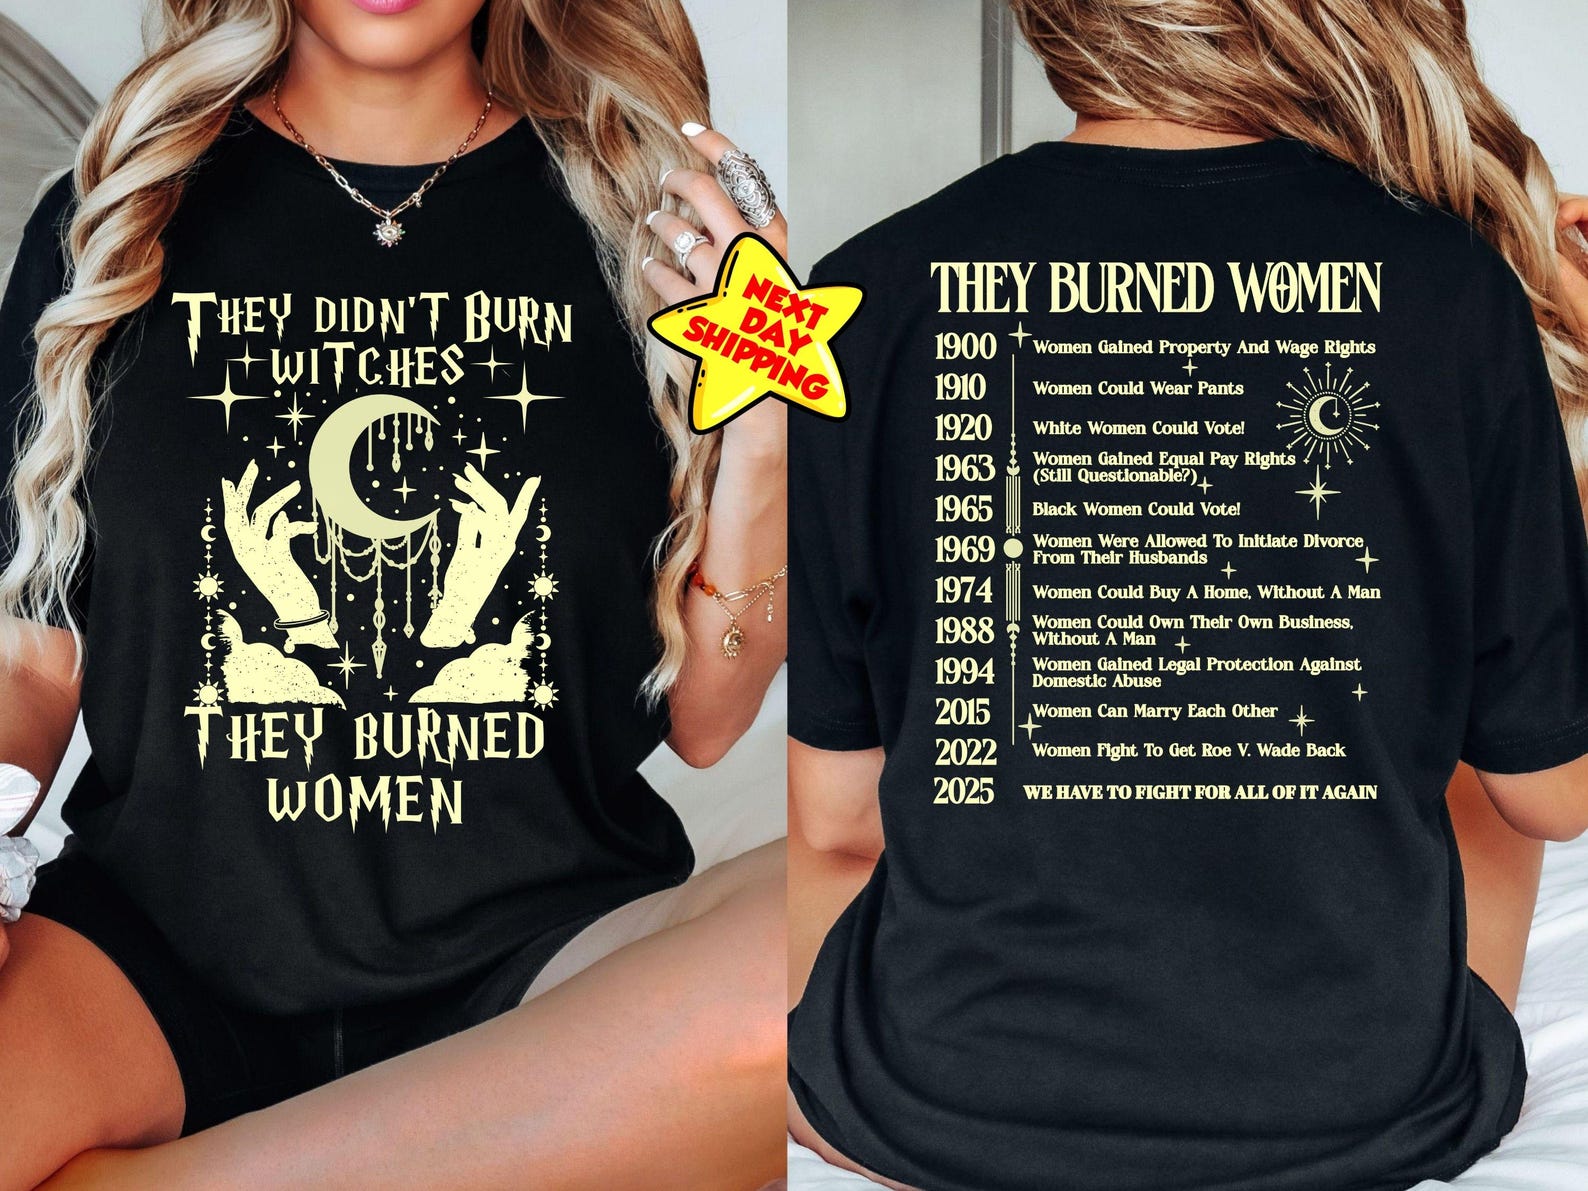 THEY DIDN'T BURN
WITCHES
THEY BURNED
WOMEN
NEXT
DAY
SHIPPING
THEY BURNED WOMEN
1900 Women Gained Property And Wage Rights
1910 Women Could Wear Pants
1920 White Women Could Vote!
1963 Women Gained Equal Pay Rights
(Still Questionable?)
1965 Black Women Could Vote!
1969 Women Were Allowed To Initiate Divorce
From Their Husbands
1974 Women Could Buy A Home, Without A Man
1988 Women Could Own Their Own Business,
Without A Man
1994 Women Gained Legal Protection Against
Domestic Abuse
2015 Women Can Marry Each Other
2022 Women Fight To Get Roe V. Wade Back
2025 WE HAVE TO FIGHT FOR ALL OF IT AGAIN